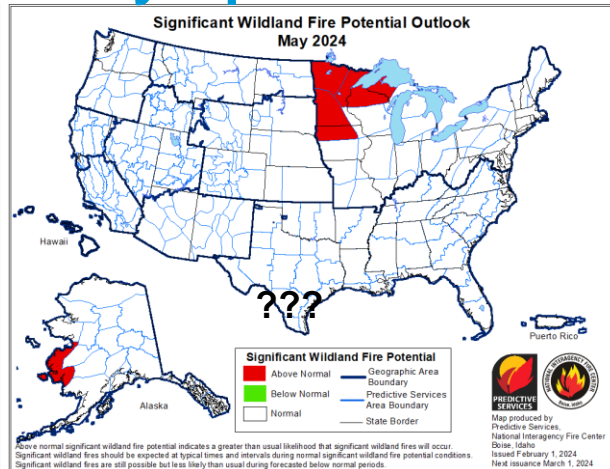 Significant Wildland Fire Potential Outlook
May 2024
Hawaii
???
Puerto Rico
Alaska
Significant Wildland Fire Potential
Above Normal
Below Normal
Normal
Geographic Area
Boundary
Predictive Services
Area Boundary
State Border
PREDICTIVE
SERVICES
NATIONAL INTERAGENCY FIRE CENTER
Boise, Idaho
Map produced by
Predictive Services,
National Interagency Fire Center
Boise, Idaho
Issued February 1, 2024
Next issuance March 1, 2024
Above normal significant wildland fire potential indicates a greater than usual likelihood that significant wildland fires will occur.
Significant wildland fires should be expected at typical times and intervals during normal significant wildland fire potential conditions.
Significant wildland fires are still possible but less likely than usual during forecasted below normal periods.